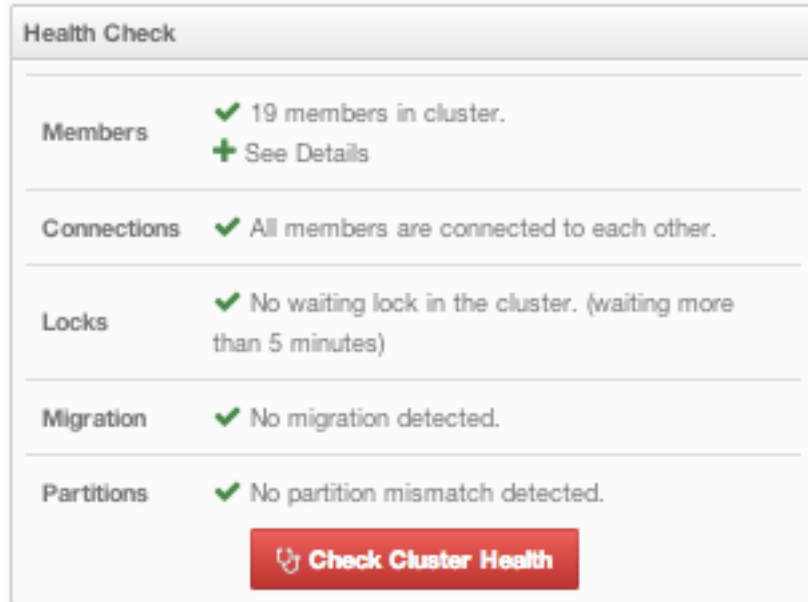 Health Check
Members
19 members in cluster.
See Details
Connections
All members are connected to each other.
Locks
No waiting lock in the cluster. (waiting more
than 5 minutes)
Migration
No migration detected.
Partitions
No partition mismatch detected.
Check Cluster Health